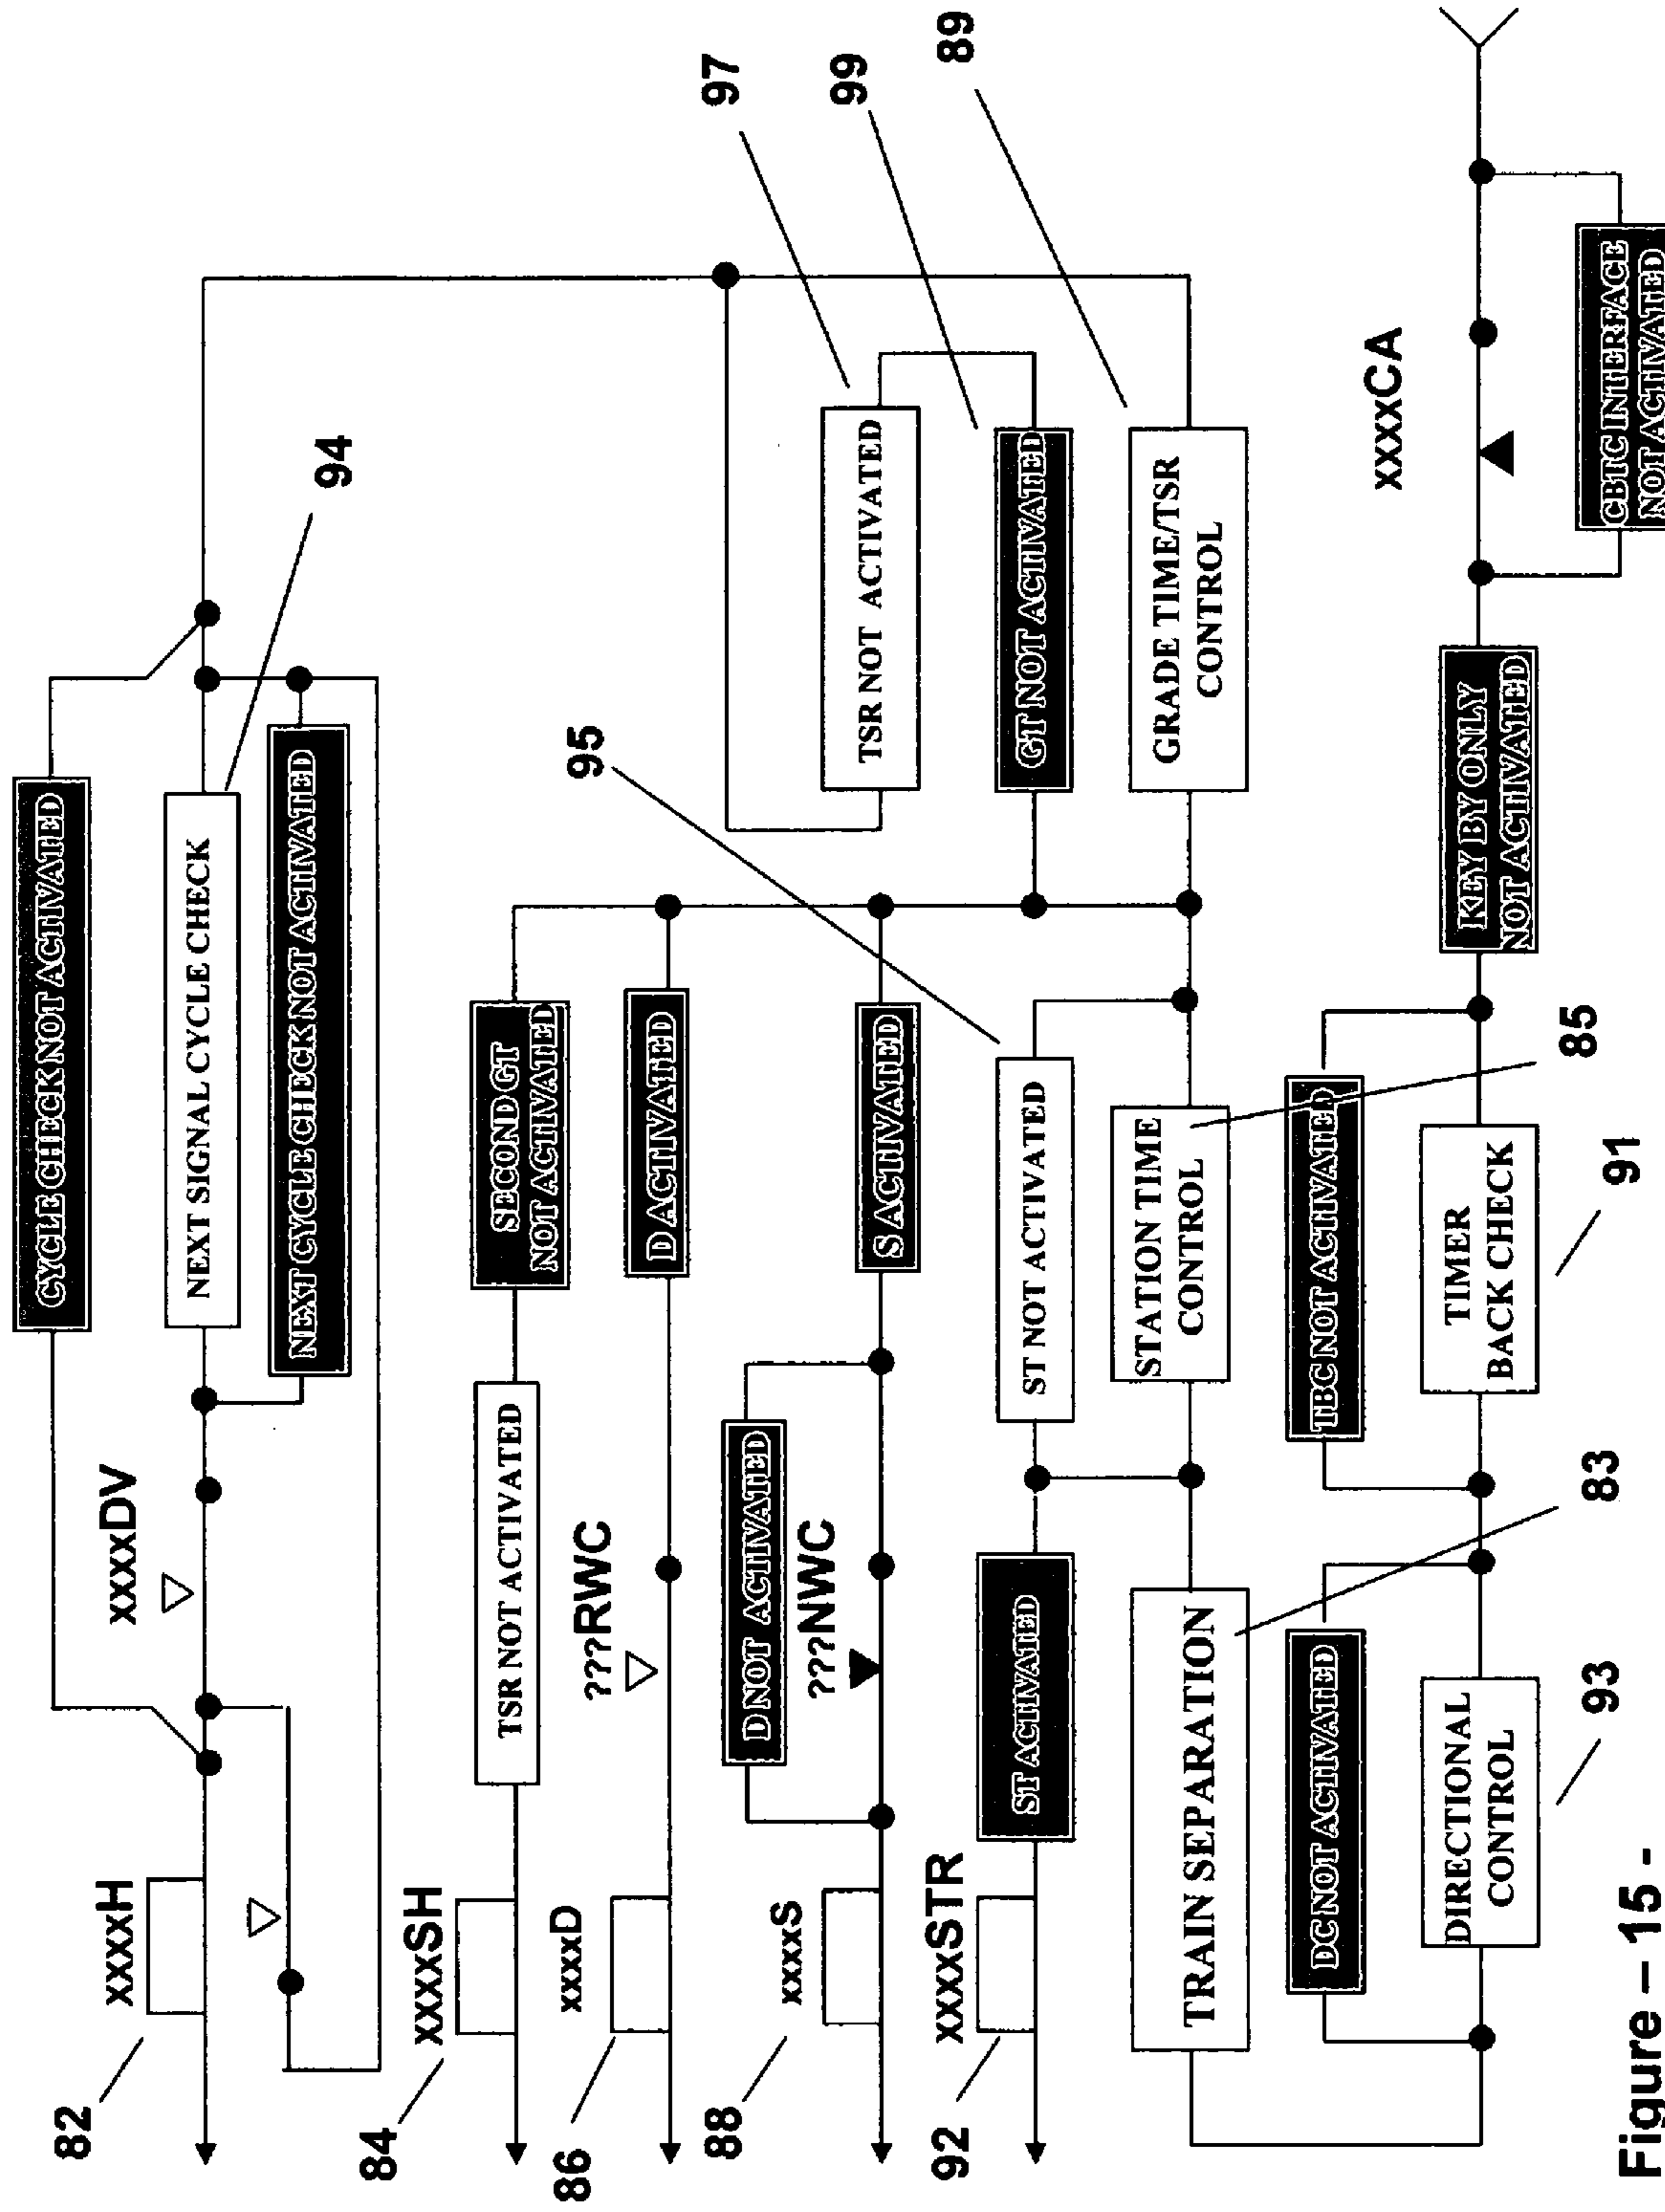 82
xxxxH
xxxxDV
CYCLE CHECK NOT ACTIVATED
NEXT SIGNAL CYCLE CHECK
94
NEXT CYCLE CHECK NOT ACTIVATED
84
xxxxSH
TSR NOT ACTIVATED
SECOND GT
NOT ACTIVATED
86
xxxxD
???RWC
D ACTIVATED
88
xxxxS
D NOT ACTIVATED
???NWC
S ACTIVATED
92
xxxxSTR
ST ACTIVATED
ST NOT ACTIVATED
95
TSR NOT ACTIVATED
97
GT NOT ACTIVATED
99
TRAIN SEPARATION
83
STATION TIME
CONTROL
85
GRADE TIME/TSR
CONTROL
89
DC NOT ACTIVATED
DIRECTIONAL
CONTROL
93
TBC NOT ACTIVATED
TIMER
BACK CHECK
91
KEY BY ONLY
NOT ACTIVATED
xxxxCA
CBTC INTERFACE
NOT ACTIVATED
Figure – 15 -